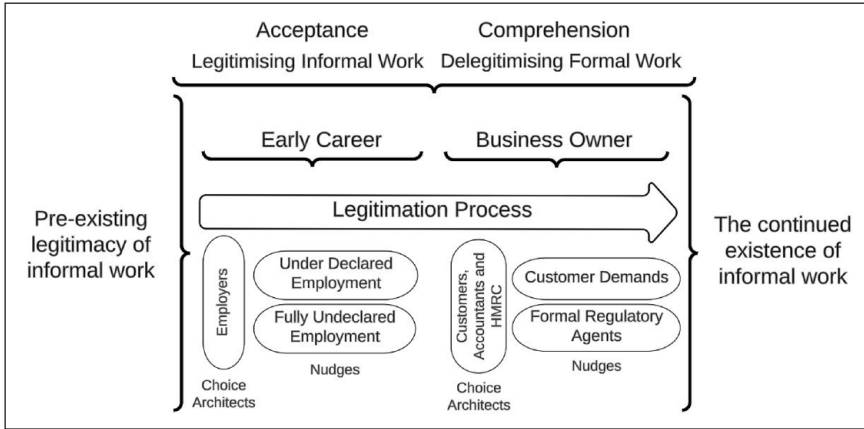 Acceptance
Legitimising Informal Work
Comprehension
Delegitimising Formal Work
Early Career
Business Owner
Legitimation Process
Pre-existing
legitimacy of
informal work
Employers
Under Declared
Employment
Fully Undeclared
Employment
Choice
Architects
Nudges
Customers,
Accountants and
HMRC
Customer Demands
Formal Regulatory
Agents
Choice
Architects
Nudges
The continued
existence of
informal work